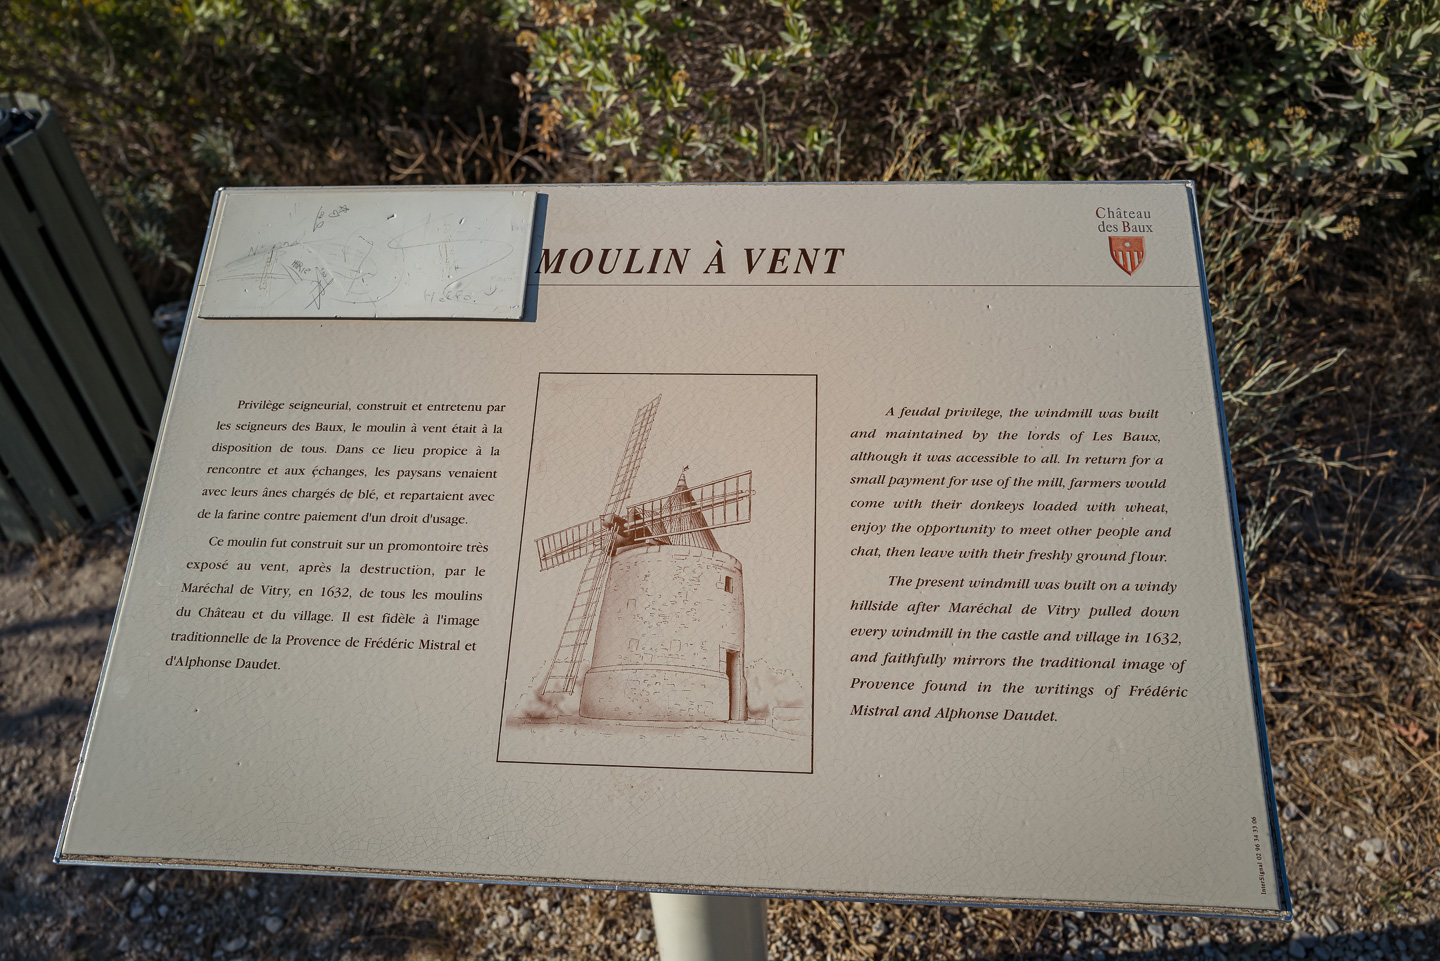 MOULIN À VENT
Château
des Baux
Privilège seigneurial, construit et entretenu par
les seigneurs des Baux, le moulin à vent était à la
disposition de tous. Dans ce lieu propice à la
rencontre et aux échanges, les paysans venaient
avec leurs ânes chargés de blé, et repartaient avec
de la farine contre paiement d'un droit d'usage.
Ce moulin fut construit sur un promontoire très
exposé au vent, après la destruction, par le
Maréchal de Vitry, en 1632, de tous les moulins
du Château et du village. Il est fidèle à l'image
traditionnelle de la Provence de Frédéric Mistral et
d'Alphonse Daudet.
A feudal privilege, the windmill was built
and maintained by the lords of Les Baux,
although it was accessible to all. In return for a
small payment for use of the mill, farmers would
come with their donkeys loaded with wheat,
enjoy the opportunity to meet other people and
chat, then leave with their freshly ground flour.
The present windmill was built on a windy
hillside after Maréchal de Vitry pulled down
every windmill in the castle and village in 1632,
and faithfully mirrors the traditional image of
Provence found in the writings of Frédéric
Mistral and Alphonse Daudet.
InterSignal 02 96 34 33 06